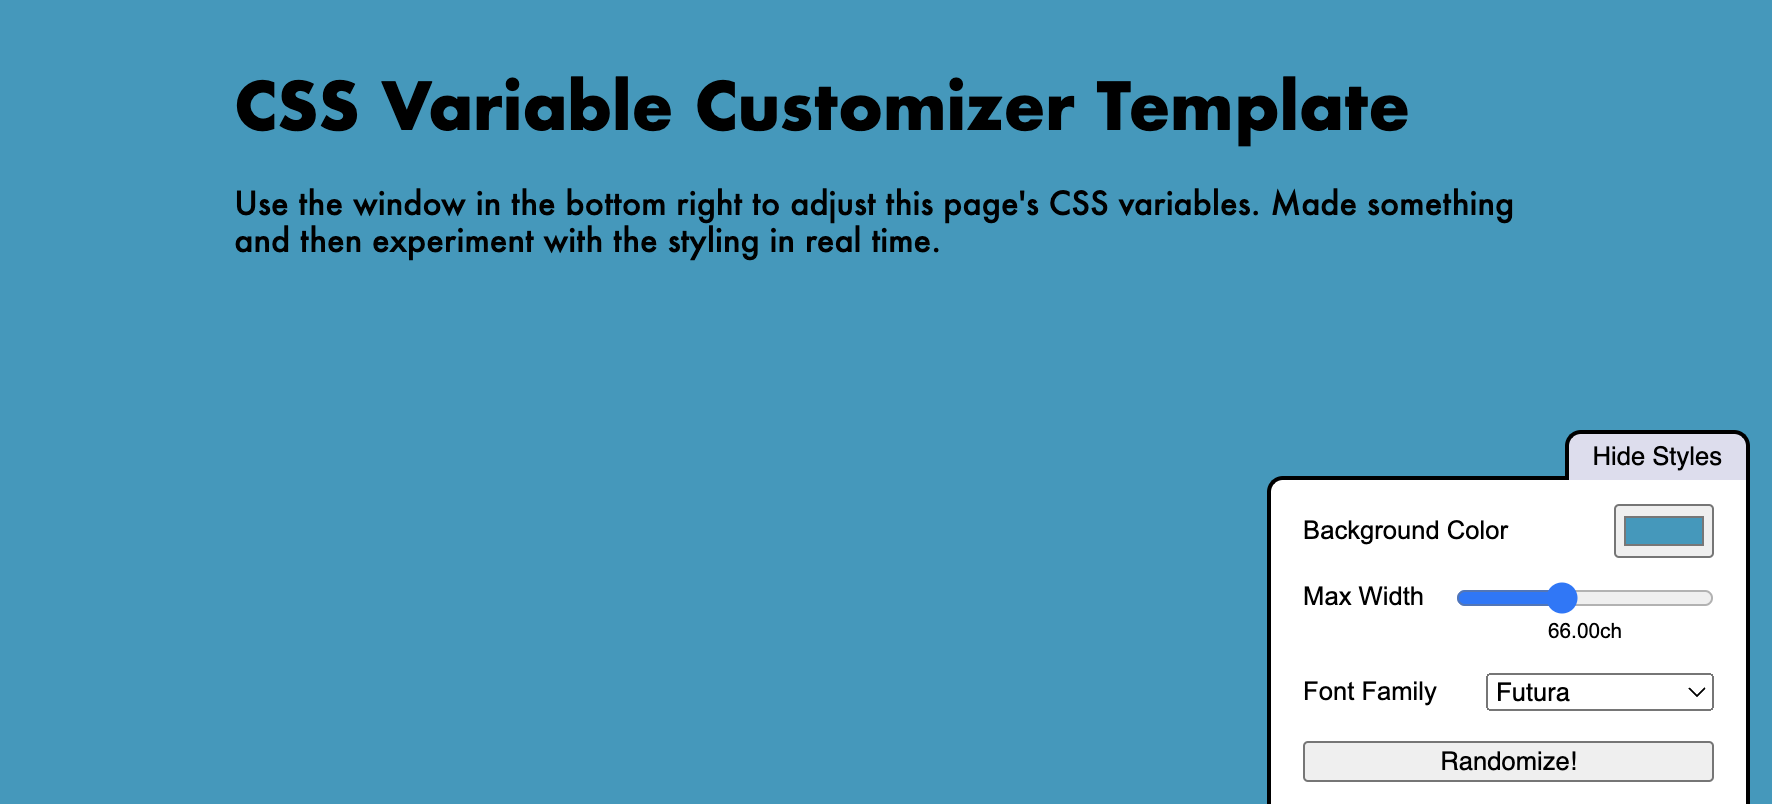 CSS Variable Customizer Template
Use the window in the bottom right to adjust this page's CSS variables. Made something
and then experiment with the styling in real time.
Hide Styles
Background Color
Max Width
66.00ch
Font Family
Futura
Randomize!